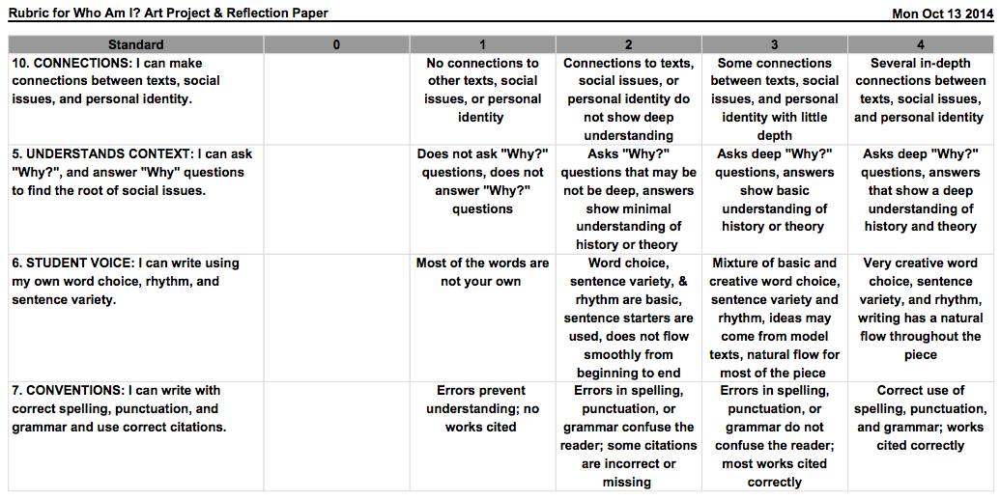 Rubric for Who Am I? Art Project & Reflection Paper
Mon Oct 13 2014
Standard
0
1
2
3
4
10. CONNECTIONS: I can make
connections between texts, social
issues, and personal identity.
No connections to
other texts, social
issues, or personal
identity
Connections to texts,
social issues, or
personal identity do
not show deep
understanding
Some connections
between texts, social
issues, and personal
identity with little
depth
Several in-depth
connections between
texts, social issues,
and personal identity
5. UNDERSTANDS CONTEXT: I can ask
"Why?", and answer "Why" questions
to find the root of social issues.
Does not ask "Why?"
questions, does not
answer "Why?"
questions
Asks "Why?"
questions that may be
not be deep, answers
show minimal
understanding of
history or theory
Asks deep "Why?"
questions, answers
show basic
understanding of
history or theory
Asks deep "Why?"
questions, answers
that show a deep
understanding of
history and theory
6. STUDENT VOICE: I can write using
my own word choice, rhythm, and
sentence variety.
Most of the words are
not your own
Word choice,
sentence variety, &
rhythm are basic,
sentence starters are
used, does not flow
smoothly from
beginning to end
Mixture of basic and
creative word choice,
sentence variety and
rhythm, ideas may
come from model
texts, natural flow for
most of the piece
Very creative word
choice, sentence
variety, and rhythm,
writing has a natural
flow throughout the
piece
7. CONVENTIONS: I can write with
correct spelling, punctuation, and
grammar and use correct citations.
Errors prevent
understanding; no
works cited
Errors in spelling,
punctuation, or
grammar confuse the
reader; some citations
are incorrect or
missing
Errors in spelling,
punctuation, or
grammar do not
confuse the reader;
most works cited
correctly
Correct use of
spelling, punctuation,
and grammar; works
cited correctly